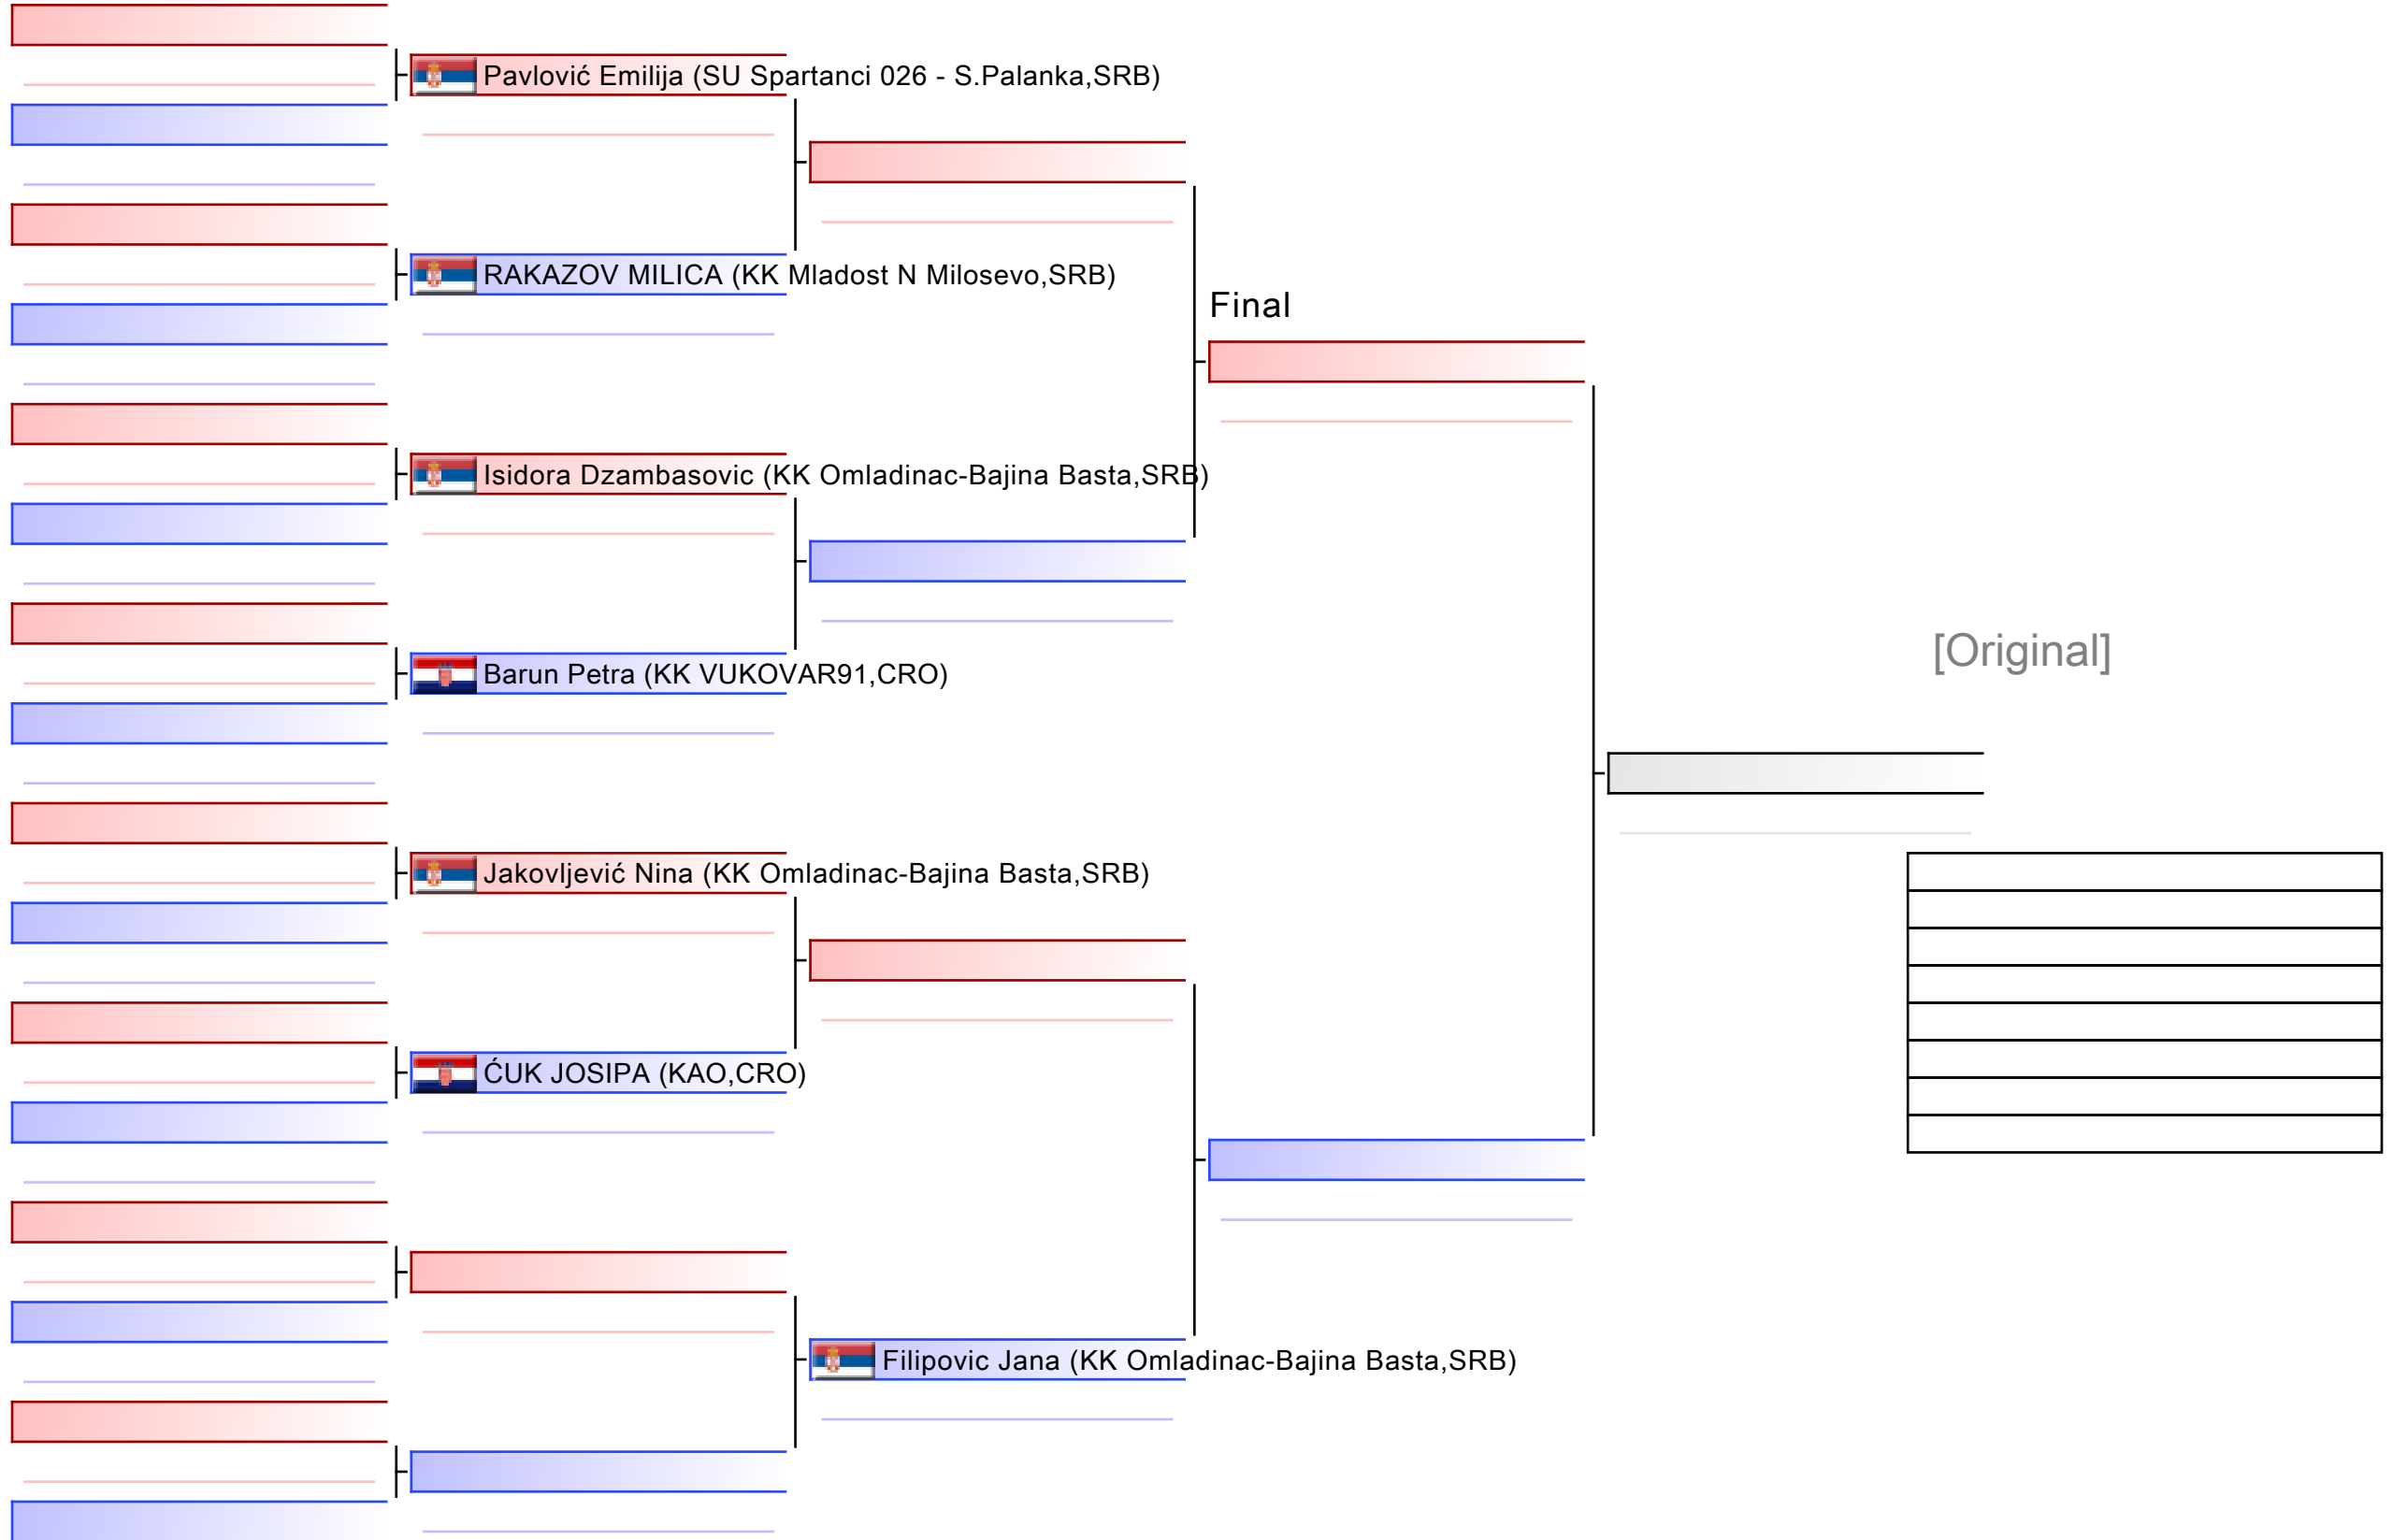 Pavlović Emilija (SU Spartanci 026 - S.Palanka,SRB)
RAKAZOV MILICA (KK Mladost N Milosevo,SRB)
Final
Isidora Dzambasovic (KK Omladinac-Bajina Basta,SRB)
[Original]
Barun Petra (KK VUKOVAR91,CRO)
Jakovljević Nina (KK Omladinac-Bajina Basta,SRB)
ĆUK JOSIPA (KAO,CRO)
Filipovic Jana (KK Omladinac-Bajina Basta,SRB)